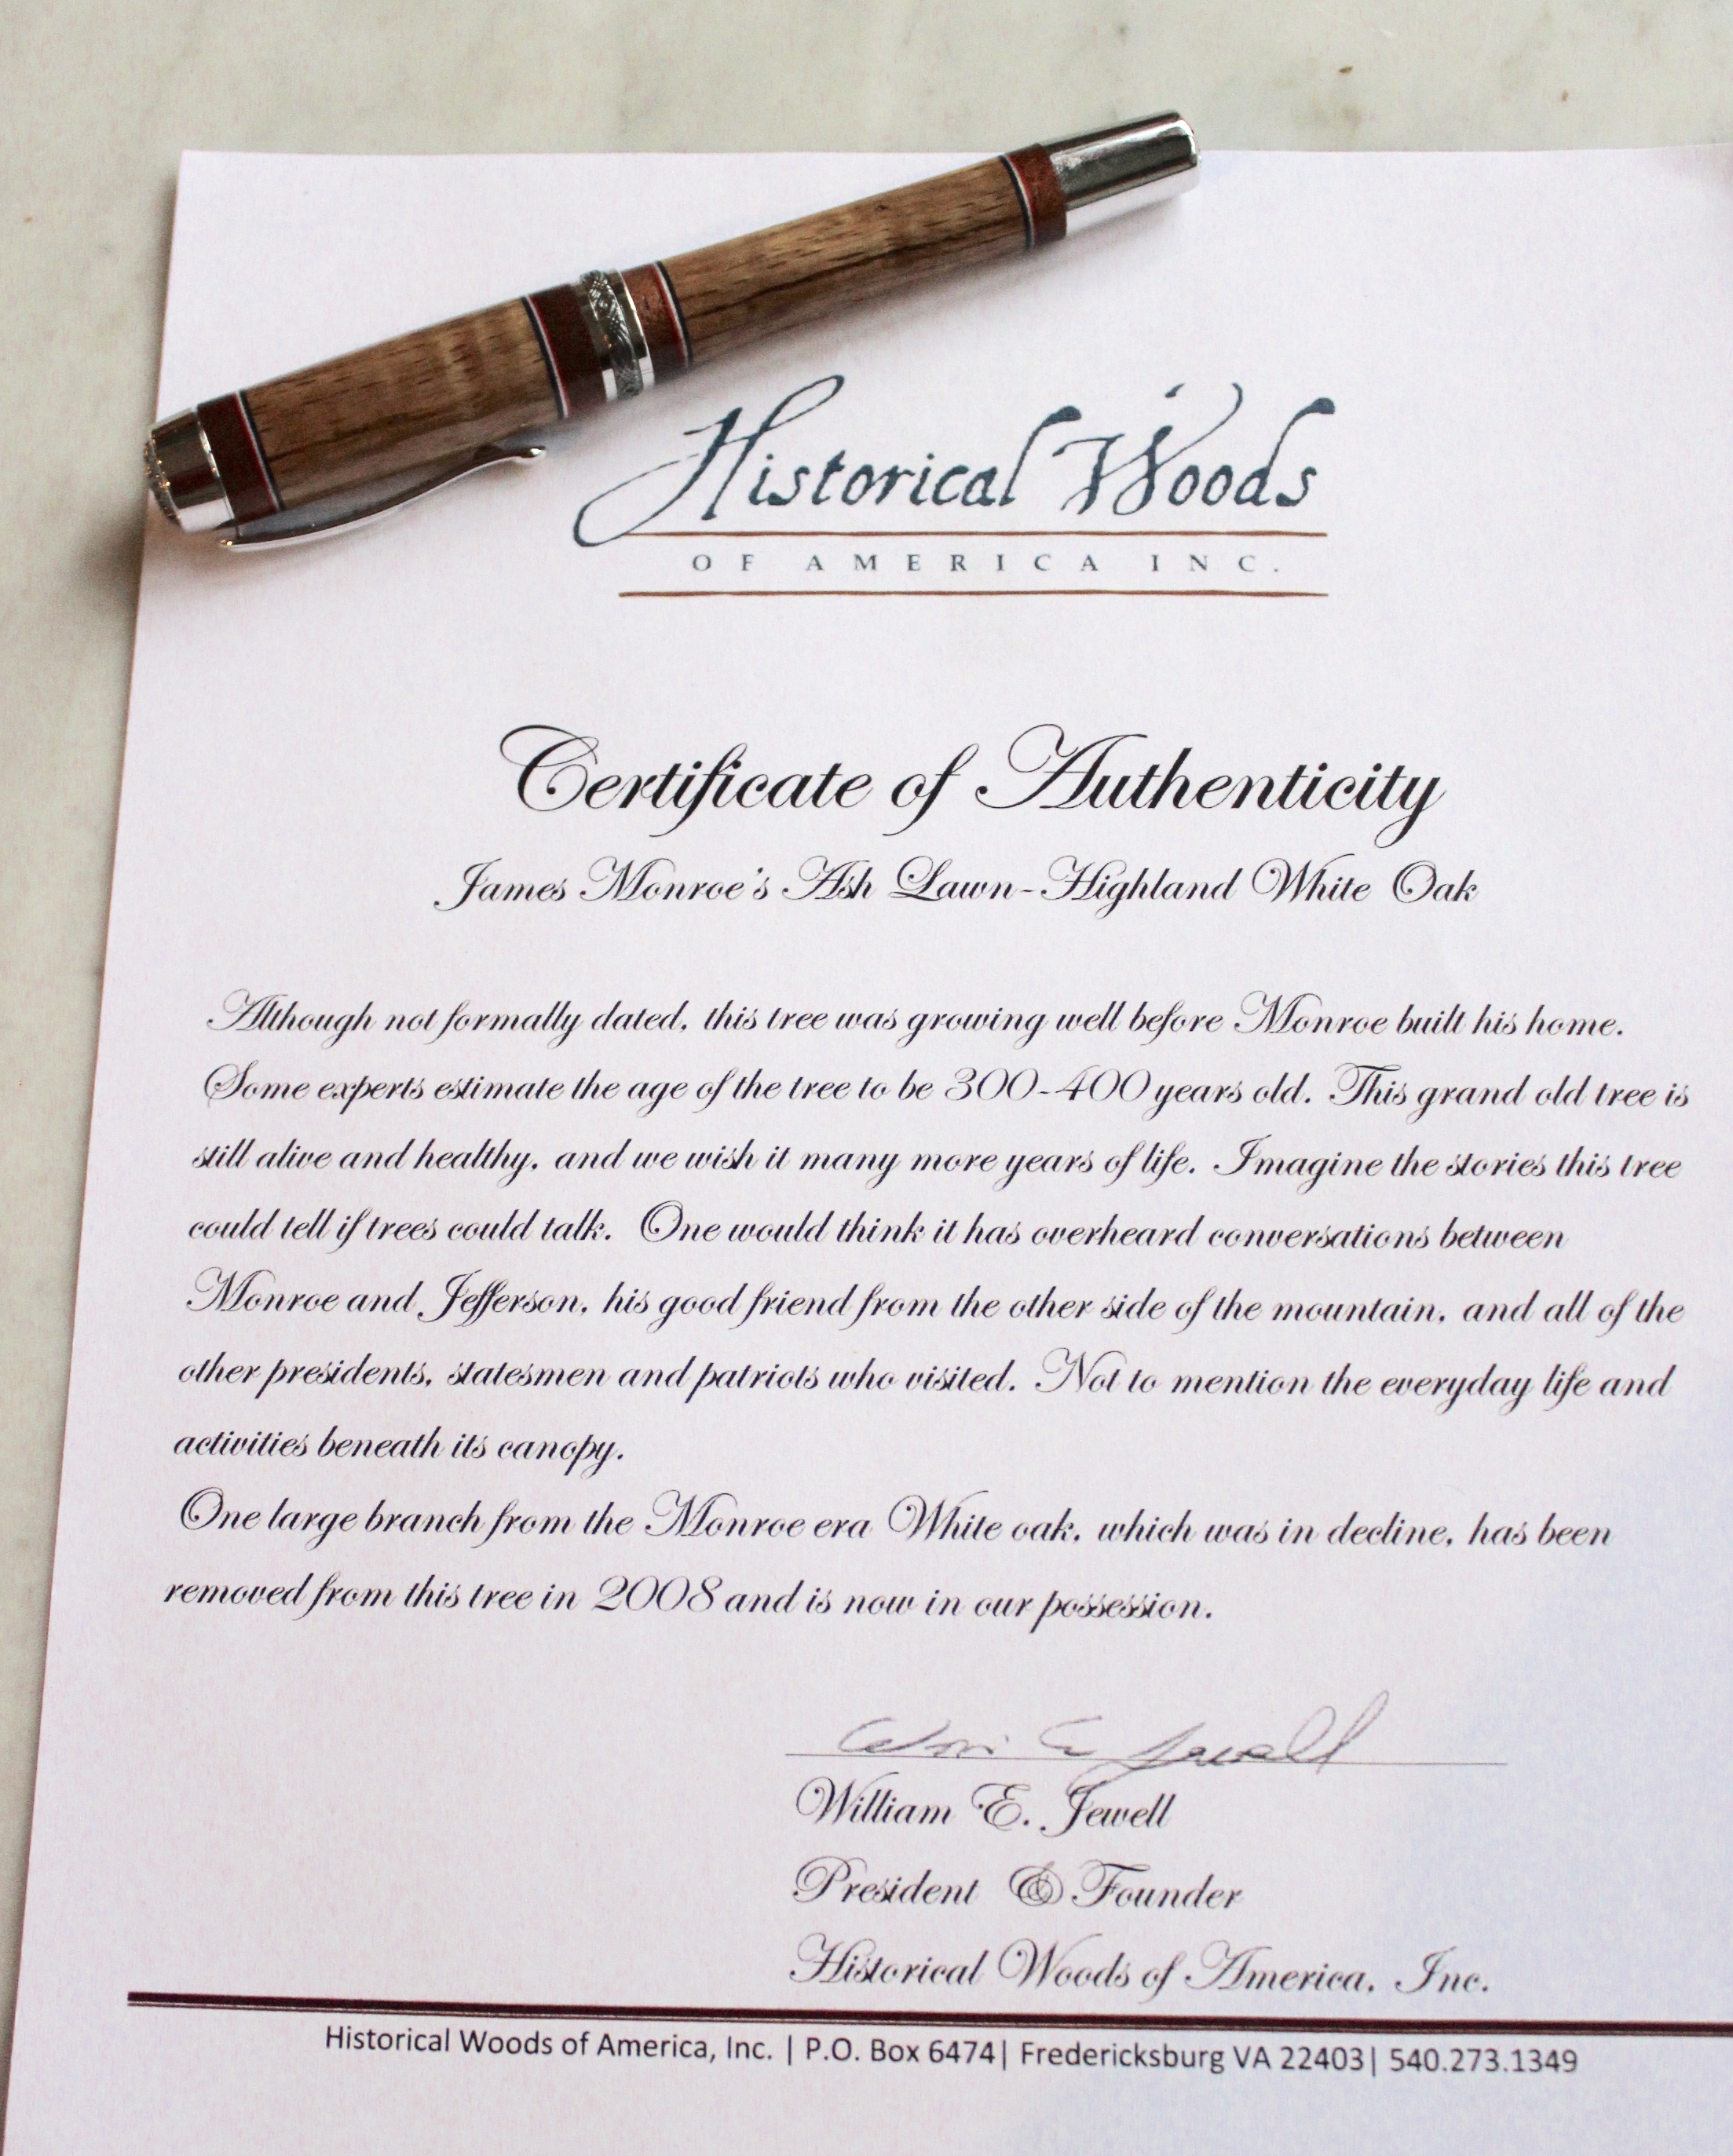 Historical Woods
OF AMERICA INC.
Certificate of Authenticity
James Monroe's Ash Lawn-Highland White Oak
Although not formally dated, this tree was growing well before Monroe built his home.
Some experts estimate the age of the tree to be 300-400 years old. This grand old tree is
still alive and healthy, and we wish it many more years of life. Imagine the stories this tree
could tell if trees could talk. One would think it has overheard conversations between
Monroe and Jefferson, his good friend from the other side of the mountain, and all of the
other presidents, statesmen and patriots who visited. Not to mention the everyday life and
activities beneath its canopy.
One large branch from the Monroe era White oak, which was in decline, has been
removed from this tree in 2008 and is now in our possession.
William E. Jewell
President & Founder
Historical Woods of America, Inc.
Historical Woods of America, Inc. | P.O. Box 6474| Fredericksburg VA 22403| 540.273.1349